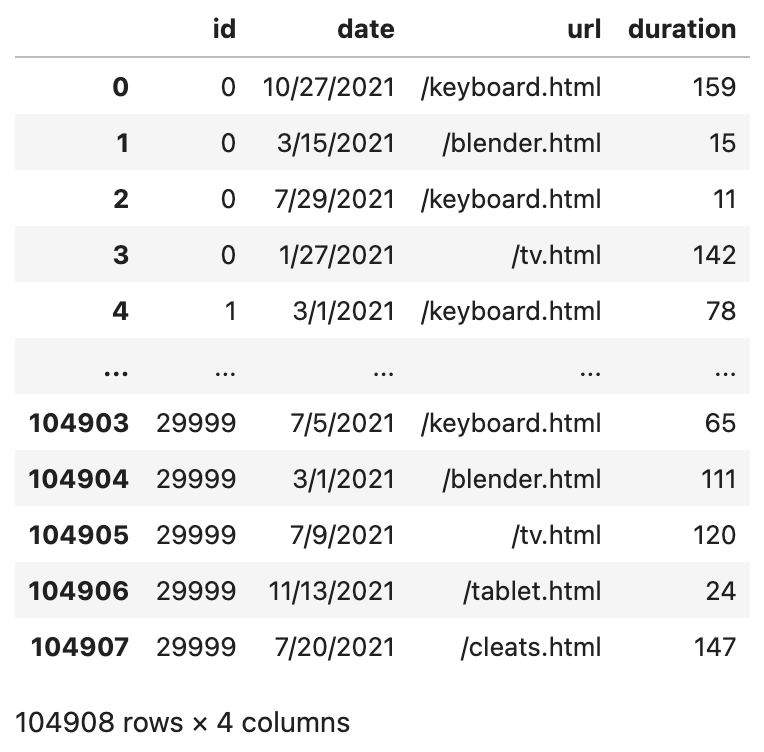 id date url duration
0 0 10/27/2021 /keyboard.html 159
1 0 3/15/2021 /blender.html 15
2 0 7/29/2021 /keyboard.html 11
3 0 1/27/2021 /tv.html 142
4 1 3/1/2021 /keyboard.html 78
... ... ... ... ...
104903 29999 7/5/2021 /keyboard.html 65
104904 29999 3/1/2021 /blender.html 111
104905 29999 7/9/2021 /tv.html 120
104906 29999 11/13/2021 /tablet.html 24
104907 29999 7/20/2021 /cleats.html 147
104908 rows × 4 columns